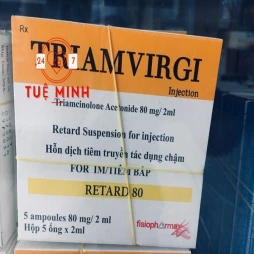 Rx
TRIAMVIRGI
24 7
Injection
TUỆ MINH
Triamcinolone Acetonide 80 mg/ 2ml
Retard Suspension for injection
Hỗn dịch tiêm truyền tác dụng chậm
FOR IM/TIÊM BẮP
RETARD 80
5 ampoules 80 mg/ 2 ml
Hộp 5 ống x 2ml
fisiopharma